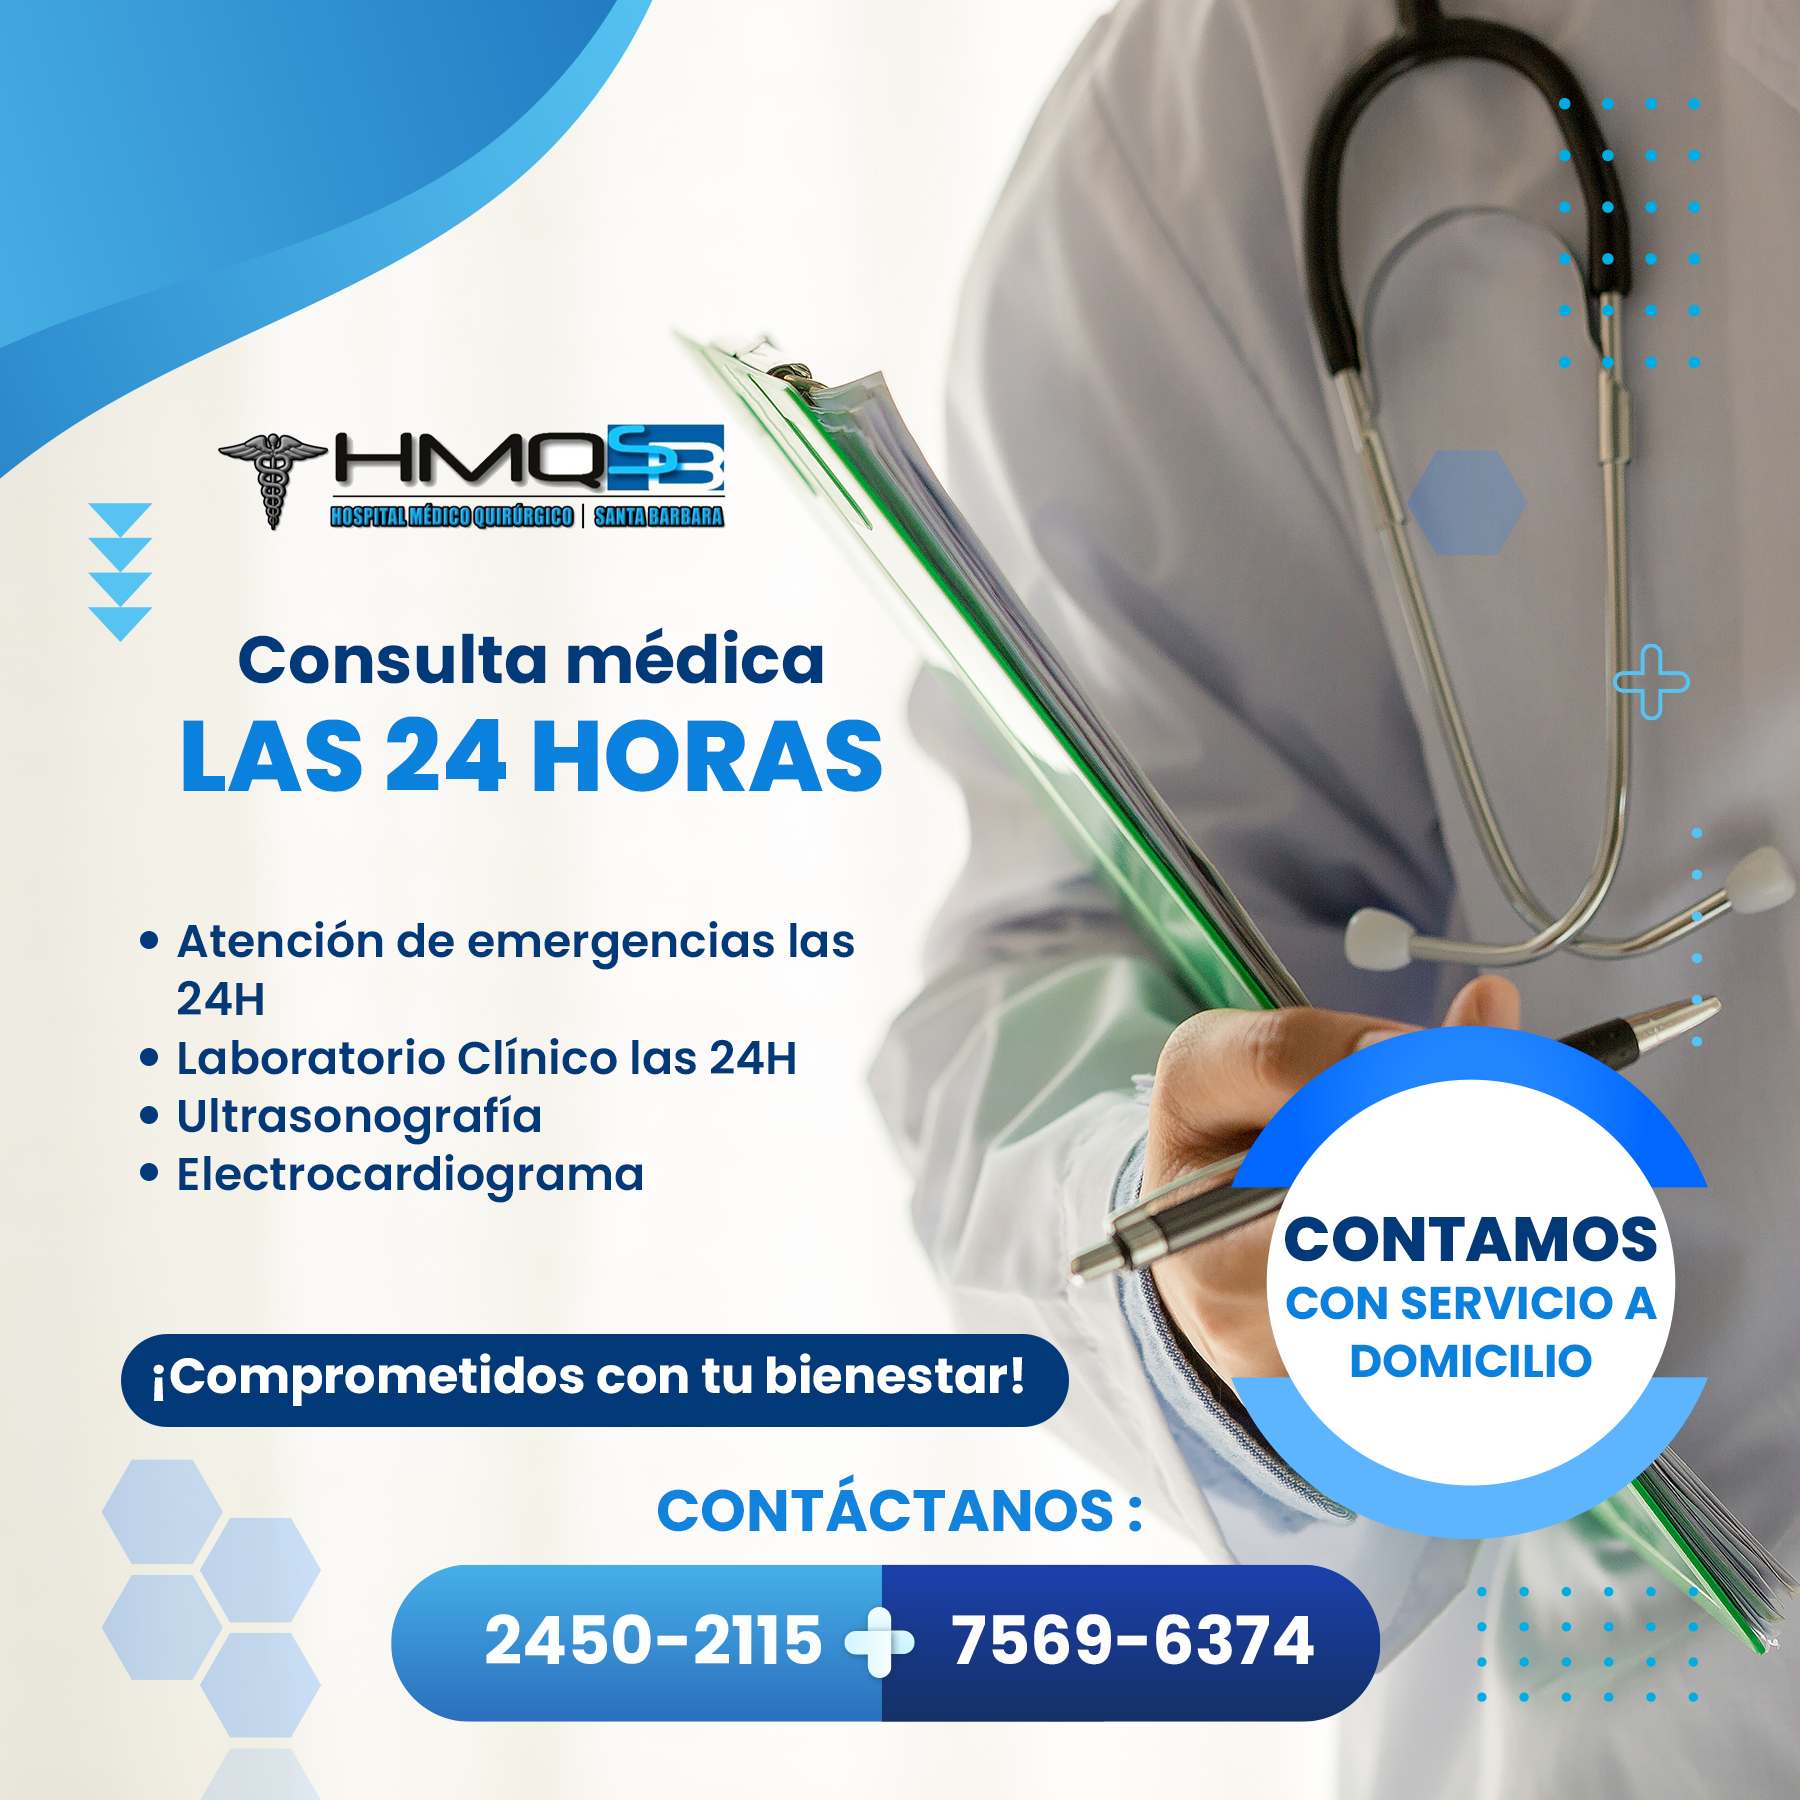 HMQSB
HOSPITAL MÉDICO QUIRÚRGICO | SANTA BARBARA
Consulta médica
LAS 24 HORAS
• Atención de emergencias las
24H
• Laboratorio Clínico las 24H
• Ultrasonografía
• Electrocardiograma
CONTAMOS
CON SERVICIO A
DOMICILIO
¡Comprometidos con tu bienestar!
CONTÁCTANOS :
2450-2115
7569-6374